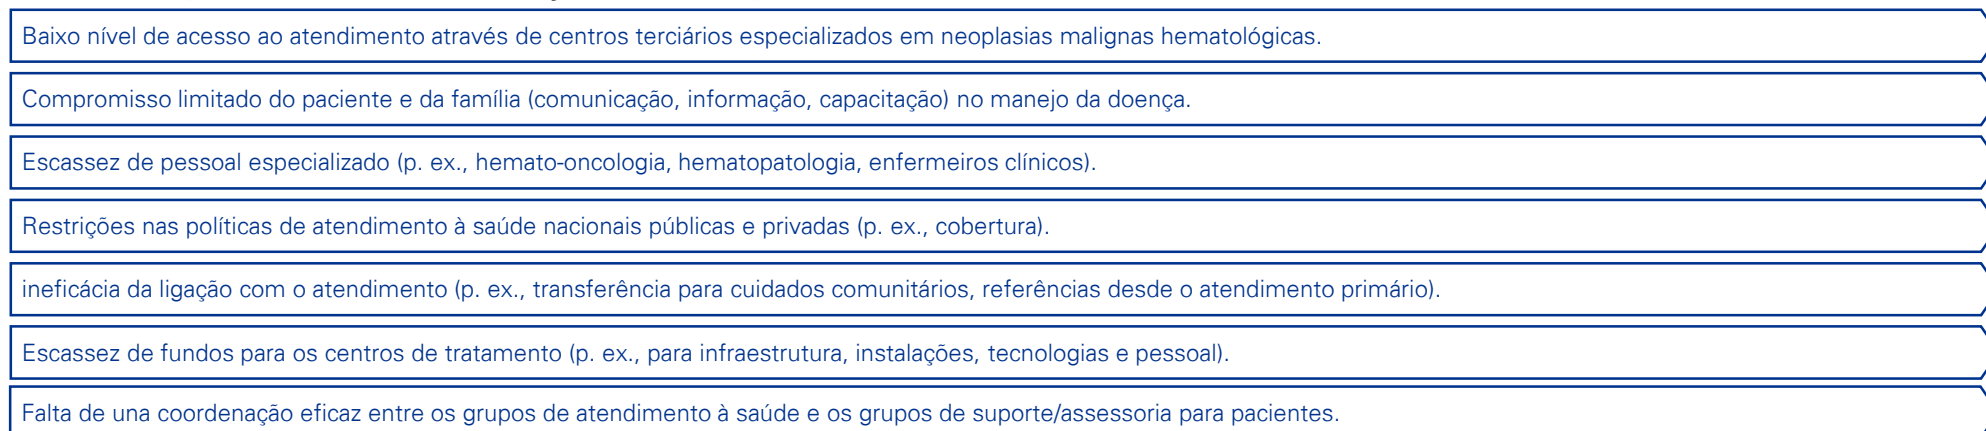 Baixo nível de acesso ao atendimento através de centros terciários especializados em neoplasias malignas hematológicas.
Compromisso limitado do paciente e da família (comunicação, informação, capacitação) no manejo da doença.
Escassez de pessoal especializado (p. ex., hemato-oncologia, hematopatologia, enfermeiros clínicos).
Restrições nas políticas de atendimento à saúde nacionais públicas e privadas (p. ex., cobertura).
ineficácia da ligação com o atendimento (p. ex., transferência para cuidados comunitários, referências desde o atendimento primário).
Escassez de fundos para os centros de tratamento (p. ex., para infraestrutura, instalações, tecnologias e pessoal).
Falta de una coordenação eficaz entre os grupos de atendimento à saúde e os grupos de suporte/assessoria para pacientes.